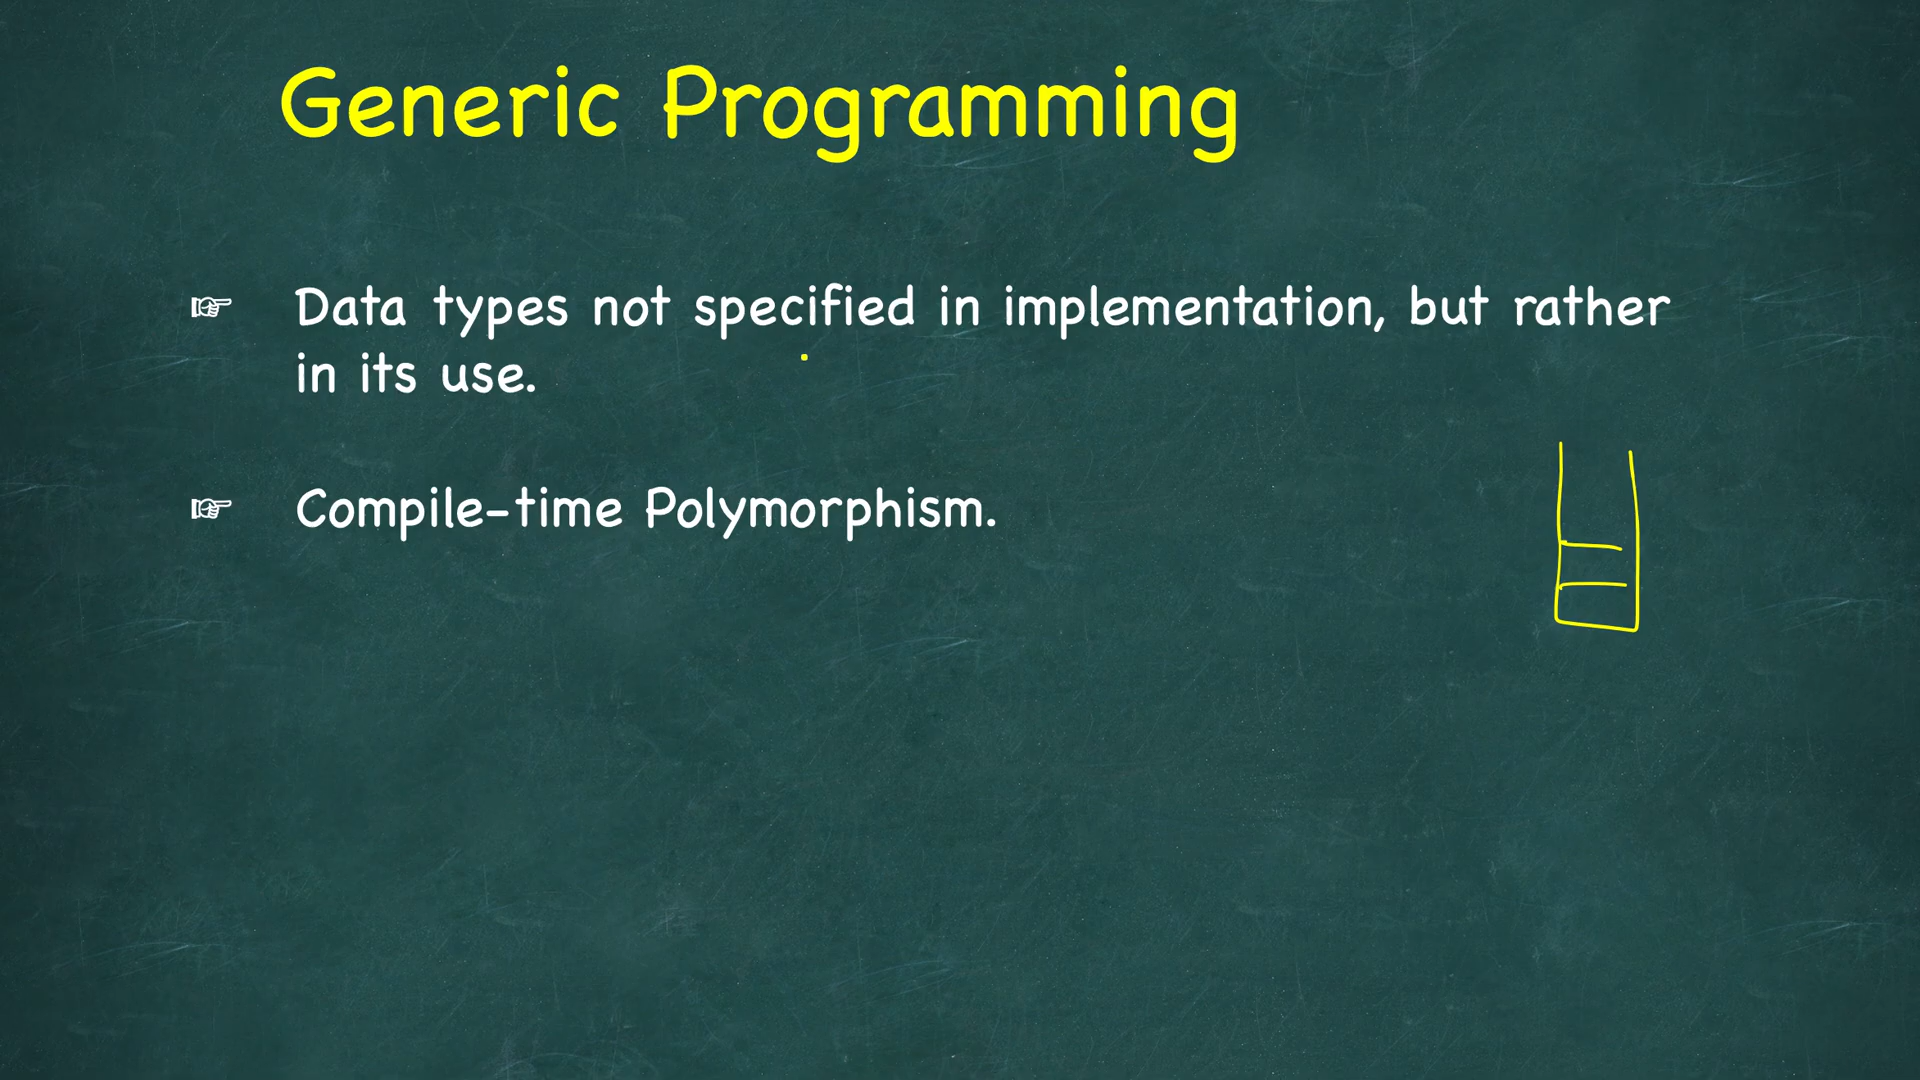 Generic Programming
☞ Data types not specified in implementation, but rather
in its use.
☞ Compile-time Polymorphism.